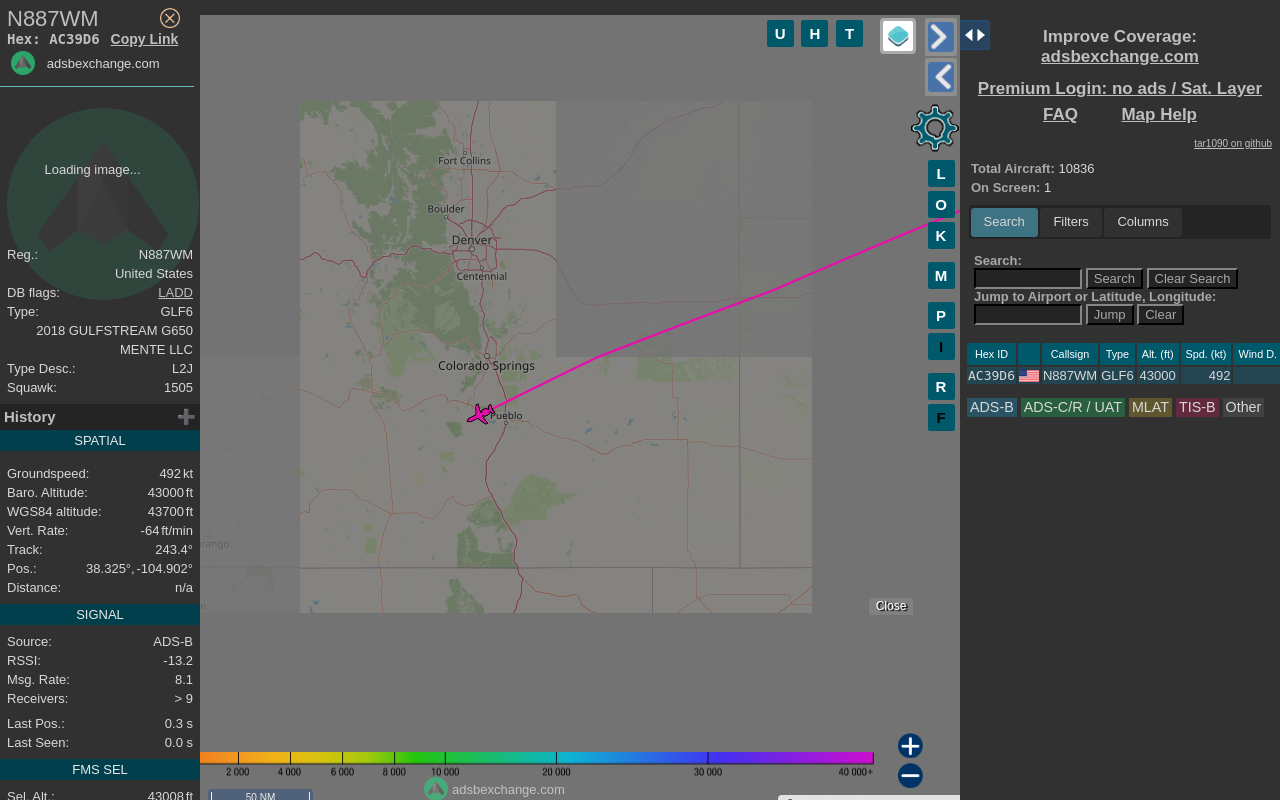 N887WM
Hex: AC39D6 Copy Link
adsbexchange.com
Loading image...
Reg.: N887WM
United States
DB flags: LADD
Type: GLF6
2018 GULFSTREAM G650
MENTE LLC
Type Desc.: L2J
Squawk: 1505
History
SPATIAL
Groundspeed: 492 kt
Baro. Altitude: 43000 ft
WGS84 altitude: 43700 ft
Vert. Rate: -64 ft/min
Track: 243.4°
Pos.: 38.325°, -104.902°
Distance: n/a
SIGNAL
Source: ADS-B
RSSI: -13.2
Msg. Rate: 8.1
Receivers: > 9
Last Pos.: 0.3 s
Last Seen: 0.0 s
FMS SEL
Sel. Alt.: 43008 ft
U H T
L
O
K
M
P
I
R
F
Fort Collins
Boulder
Denver
Centennial
Colorado Springs
Pueblo
Close
2 000 4 000 6 000 8 000 10 000 20 000 30 000 40 000+
adsbexchange.com
50 NM
Improve Coverage:
adsbexchange.com
Premium Login: no ads / Sat. Layer
FAQ Map Help
tar1090 on github
Total Aircraft: 10836
On Screen: 1
Search Filters Columns
Search:
Search Clear Search
Jump to Airport or Latitude, Longitude:
Jump Clear
Hex ID Callsign Type Alt. (ft) Spd. (kt) Wind D.
AC39D6 N887WM GLF6 43000 492
ADS-B ADS-C/R / UAT MLAT TIS-B Other